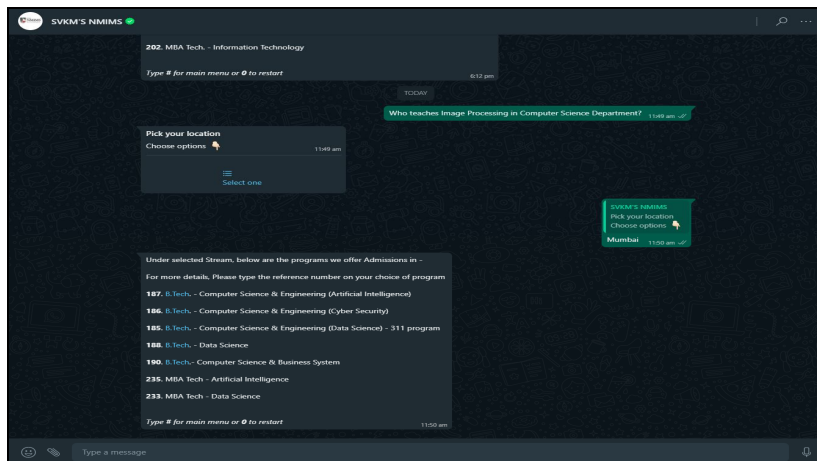 SVKM'S NMIMS
202. MBA Tech. - Information Technology
Type # for main menu or 0 to restart
6:12 pm
TODAY
Who teaches Image Processing in Computer Science Department? 11:49 am
Pick your location
Choose options 👇🏻 11:49 am
Select one
SVKM'S NMIMS
Pick your location
Choose options 👇🏻
Mumbai 11:50 am
Under selected Stream, below are the programs we offer Admissions in -
For more details, Please type the reference number on your choice of program
187. B.Tech. - Computer Science & Engineering (Artificial Intelligence)
186. B.Tech. - Computer Science & Engineering (Cyber Security)
185. B.Tech. - Computer Science & Engineering (Data Science) - 311 program
188. B.Tech. - Data Science
190. B.Tech.- Computer Science & Business System
235. MBA Tech - Artificial Intelligence
233. MBA Tech - Data Science
Type # for main menu or 0 to restart
11:50 am
Type a message